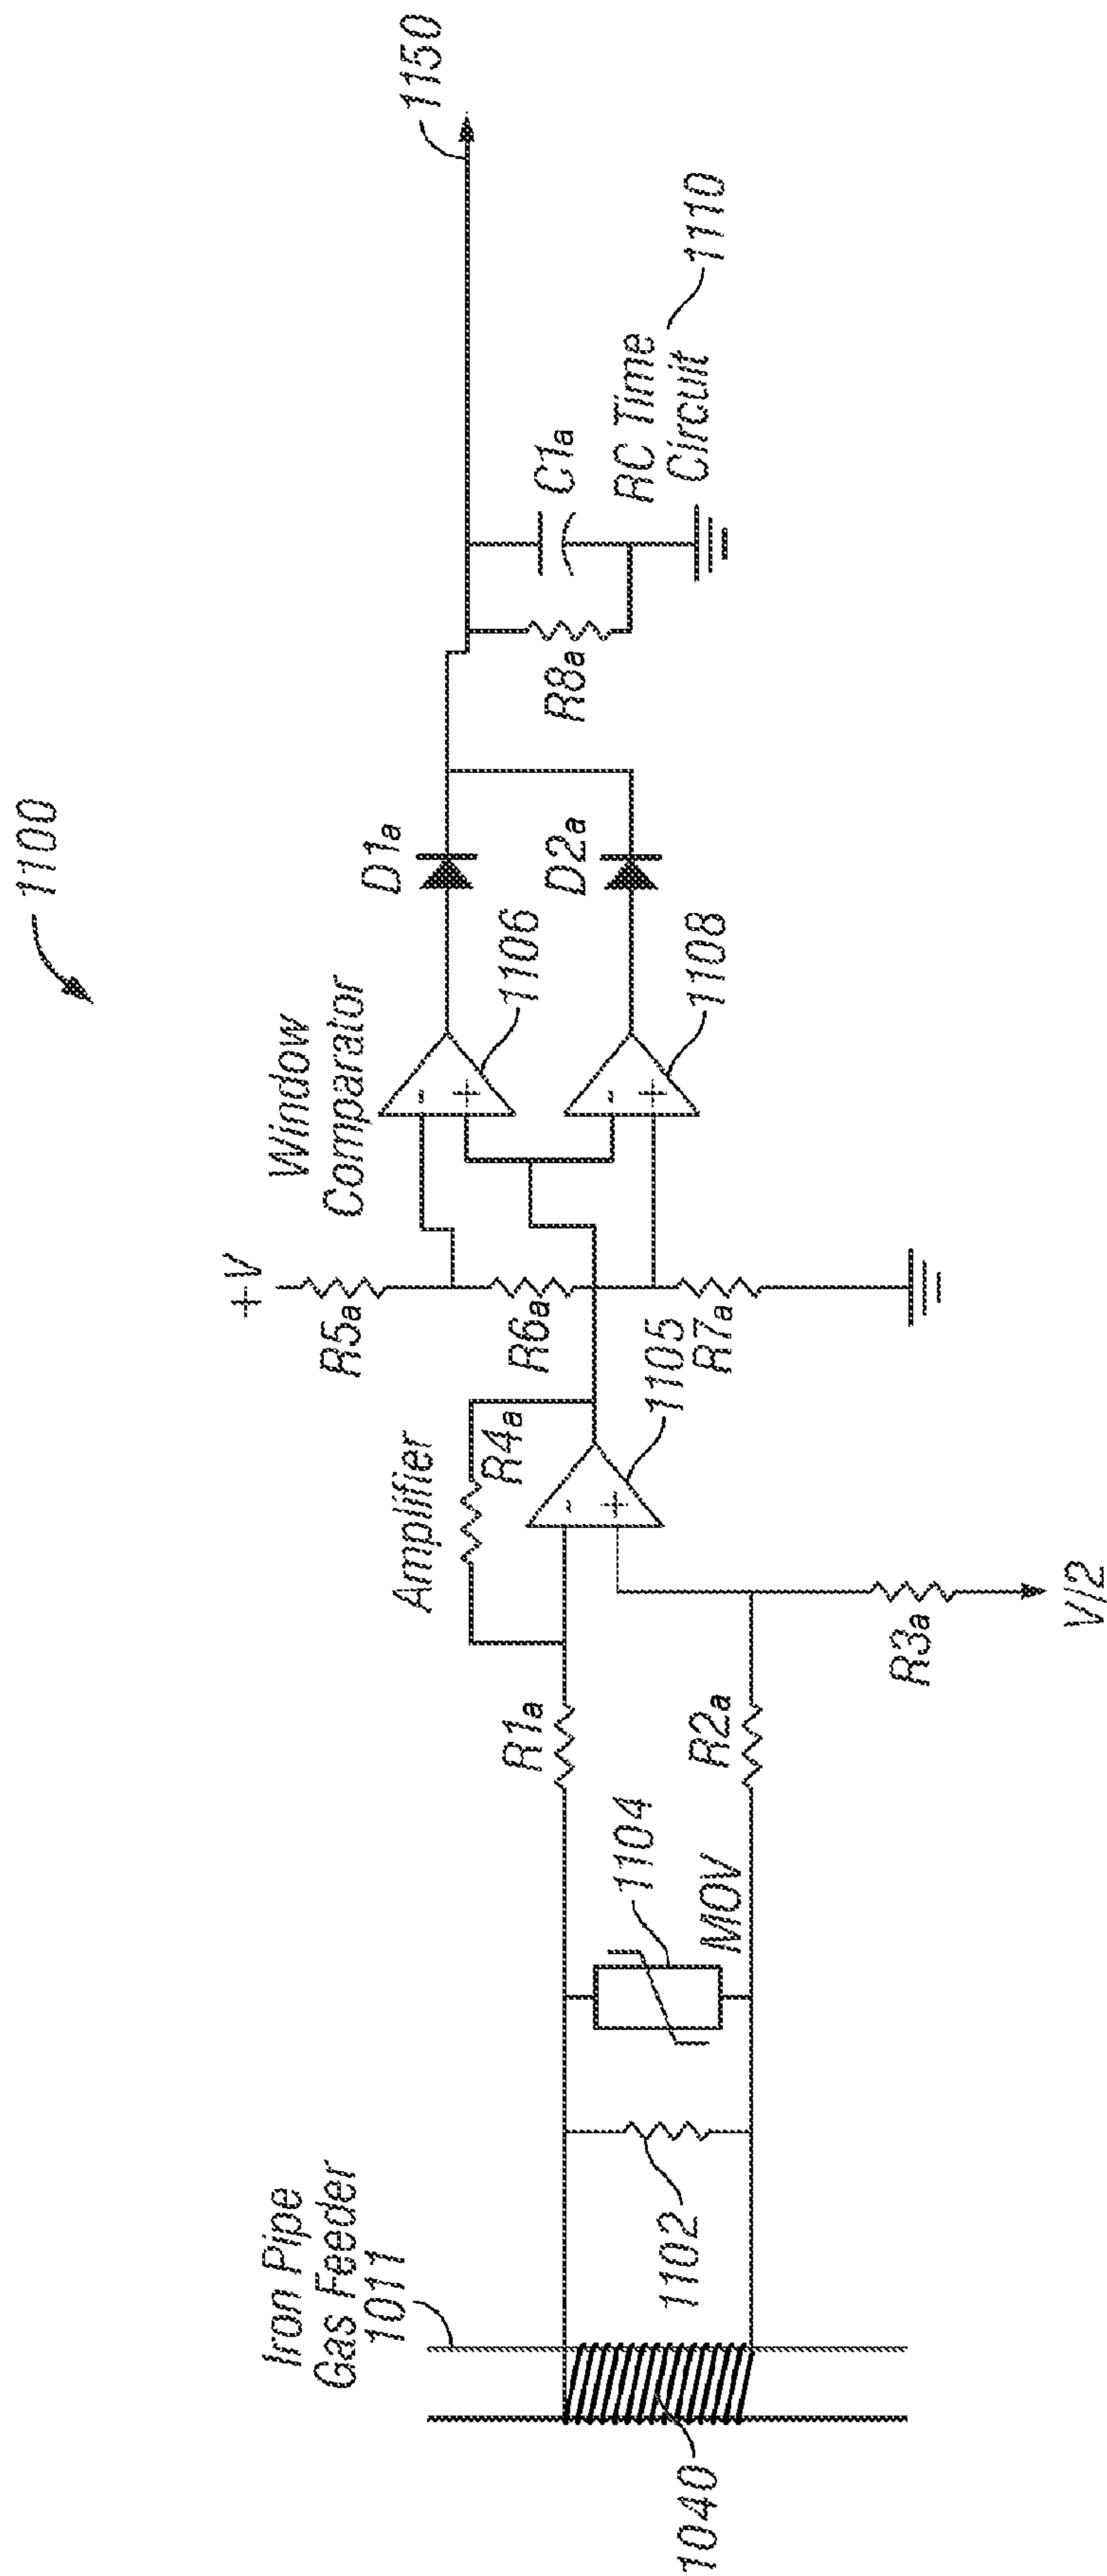 1100
Iron Pipe
Gas Feeder
1011
1040
1102
1104
MOV
R1a
R2a
R3a
V/2
Amplifier
R4a
-
+
1105
+V
R5a
R6a
R7a
Window
Comparator
-
+
1106
-
+
1108
D1a
D2a
R8a
C1a
RC Time
Circuit
1110
1150